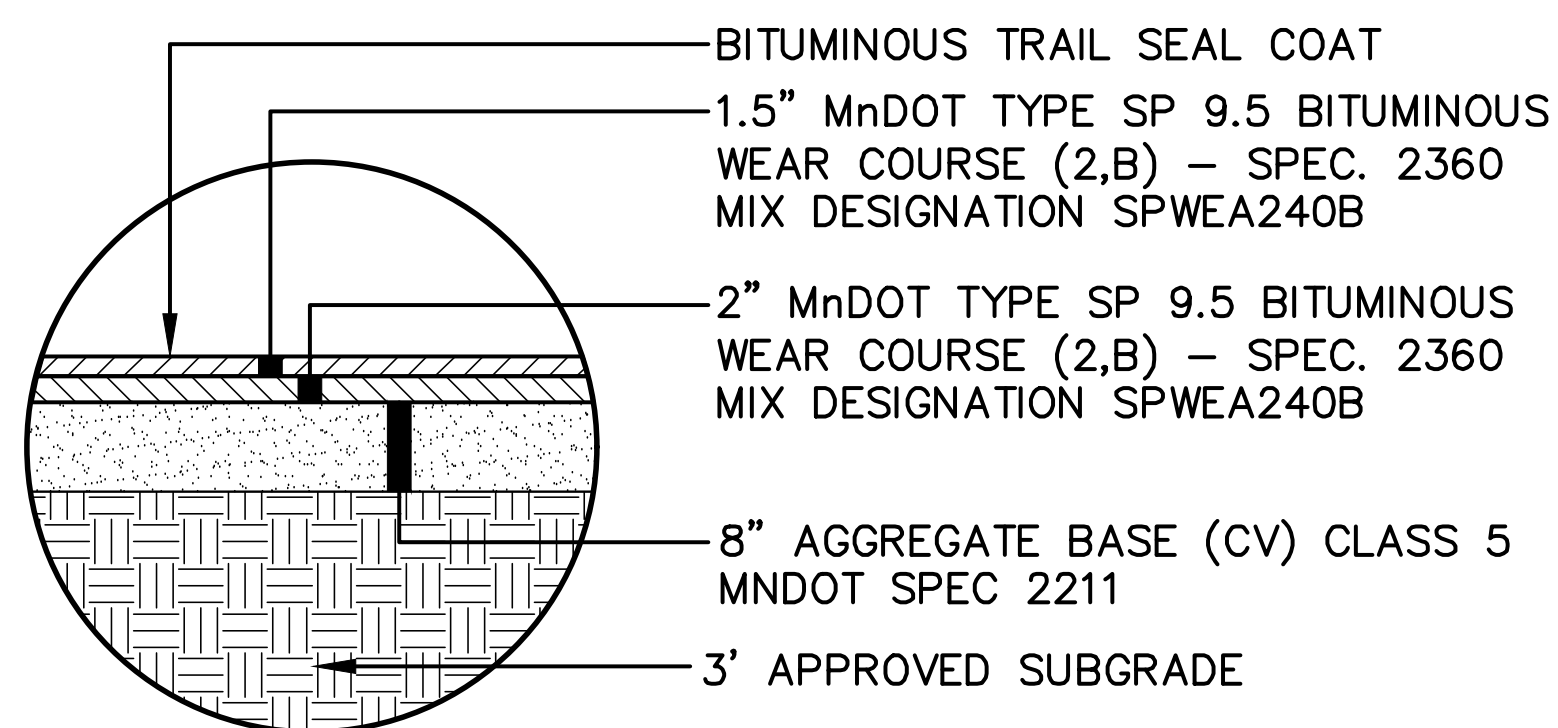 BITUMINOUS TRAIL SEAL COAT
1.5" MnDOT TYPE SP 9.5 BITUMINOUS
WEAR COURSE (2,B) – SPEC. 2360
MIX DESIGNATION SPWEA240B
2" MnDOT TYPE SP 9.5 BITUMINOUS
WEAR COURSE (2,B) – SPEC. 2360
MIX DESIGNATION SPWEA240B
8" AGGREGATE BASE (CV) CLASS 5
MNDOT SPEC 2211
3' APPROVED SUBGRADE